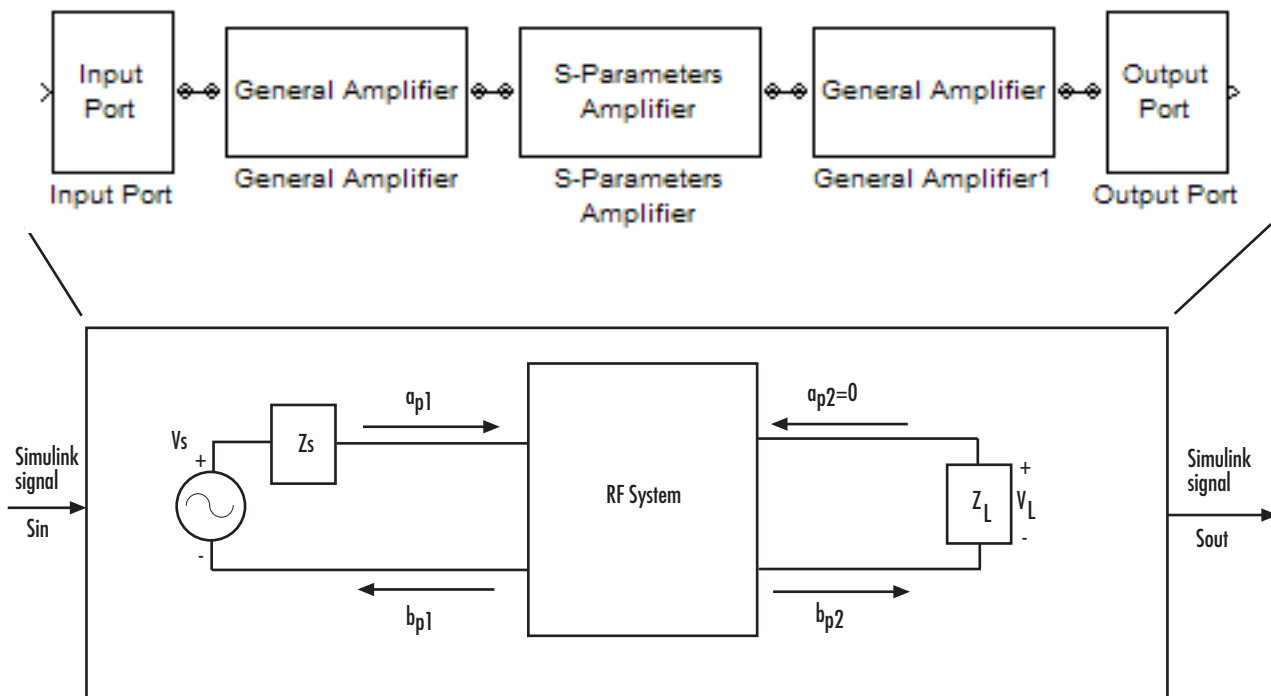 Input
Port
General Amplifier
S-Parameters
Amplifier
General Amplifier
Output
Port
Input Port
General Amplifier
S-Parameters
Amplifier
General Amplifier1
Output Port
Simulink
signal
Sin
Vs
+
-
Zs
ap1
bp1
RF System
ap2=0
bp2
ZL
+
VL
-
Simulink
signal
Sout